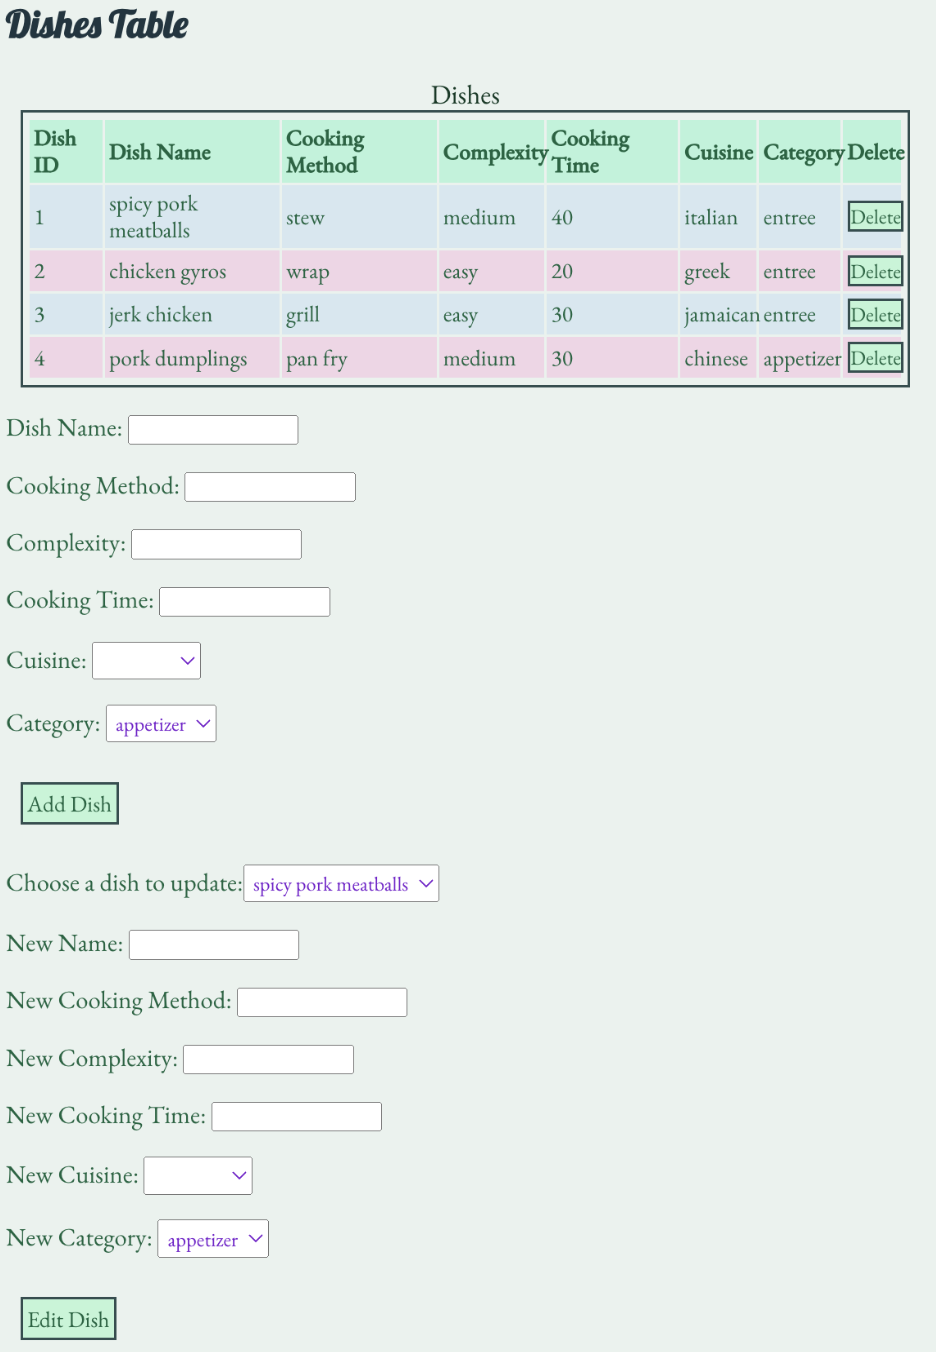 Dishes Table
Dishes
Dish ID Dish Name Cooking Method Complexity Cooking Time Cuisine Category Delete
1 spicy pork meatballs stew medium 40 italian entree Delete
2 chicken gyros wrap easy 20 greek entree Delete
3 jerk chicken grill easy 30 jamaican entree Delete
4 pork dumplings pan fry medium 30 chinese appetizer Delete
Dish Name:
Cooking Method:
Complexity:
Cooking Time:
Cuisine:
Category: appetizer
Add Dish
Choose a dish to update: spicy pork meatballs
New Name:
New Cooking Method:
New Complexity:
New Cooking Time:
New Cuisine:
New Category: appetizer
Edit Dish